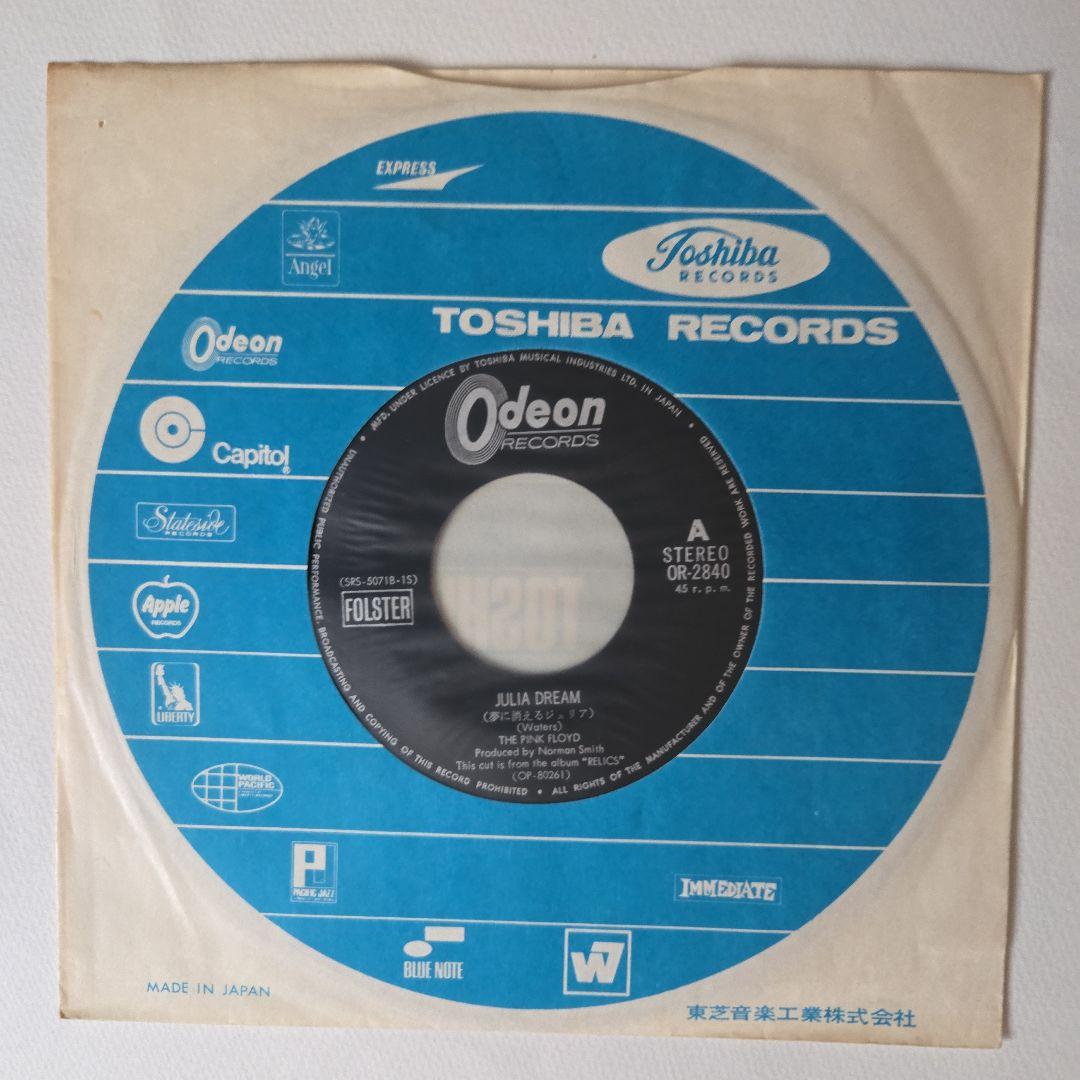 EXPRESS
Angel
Toshiba
RECORDS
TOSHIBA RECORDS
Odeon
RECORDS
Capitol®
Stateside
RECORDS
Apple
RECORDS
LIBERTY
WORLD
PACIFIC
PACIFIC JAZZ
IMMEDIATE
BLUE NOTE
W7
MADE IN JAPAN
東芝音楽工業株式会社
MFD. UNDER LICENCE BY TOSHIBA MUSICAL INDUSTRIES LTD. IN JAPAN
Odeon
RECORDS
A
STEREO
OR-2840
45 r.p.m.
(SRS-5071B-1S)
FOLSTER
JULIA DREAM
(夢に消えるジュリア)
(Waters)
THE PINK FLOYD
Produced by Norman Smith
This cut is from the album "RELICS"
(OP-80261)
UNAUTHORIZED PUBLIC PERFORMANCE, BROADCASTING AND COPYING OF THIS RECORD PROHIBITED • ALL RIGHTS OF THE MANUFACTURER AND OF THE OWNER OF THE RECORDED WORK ARE RESERVED